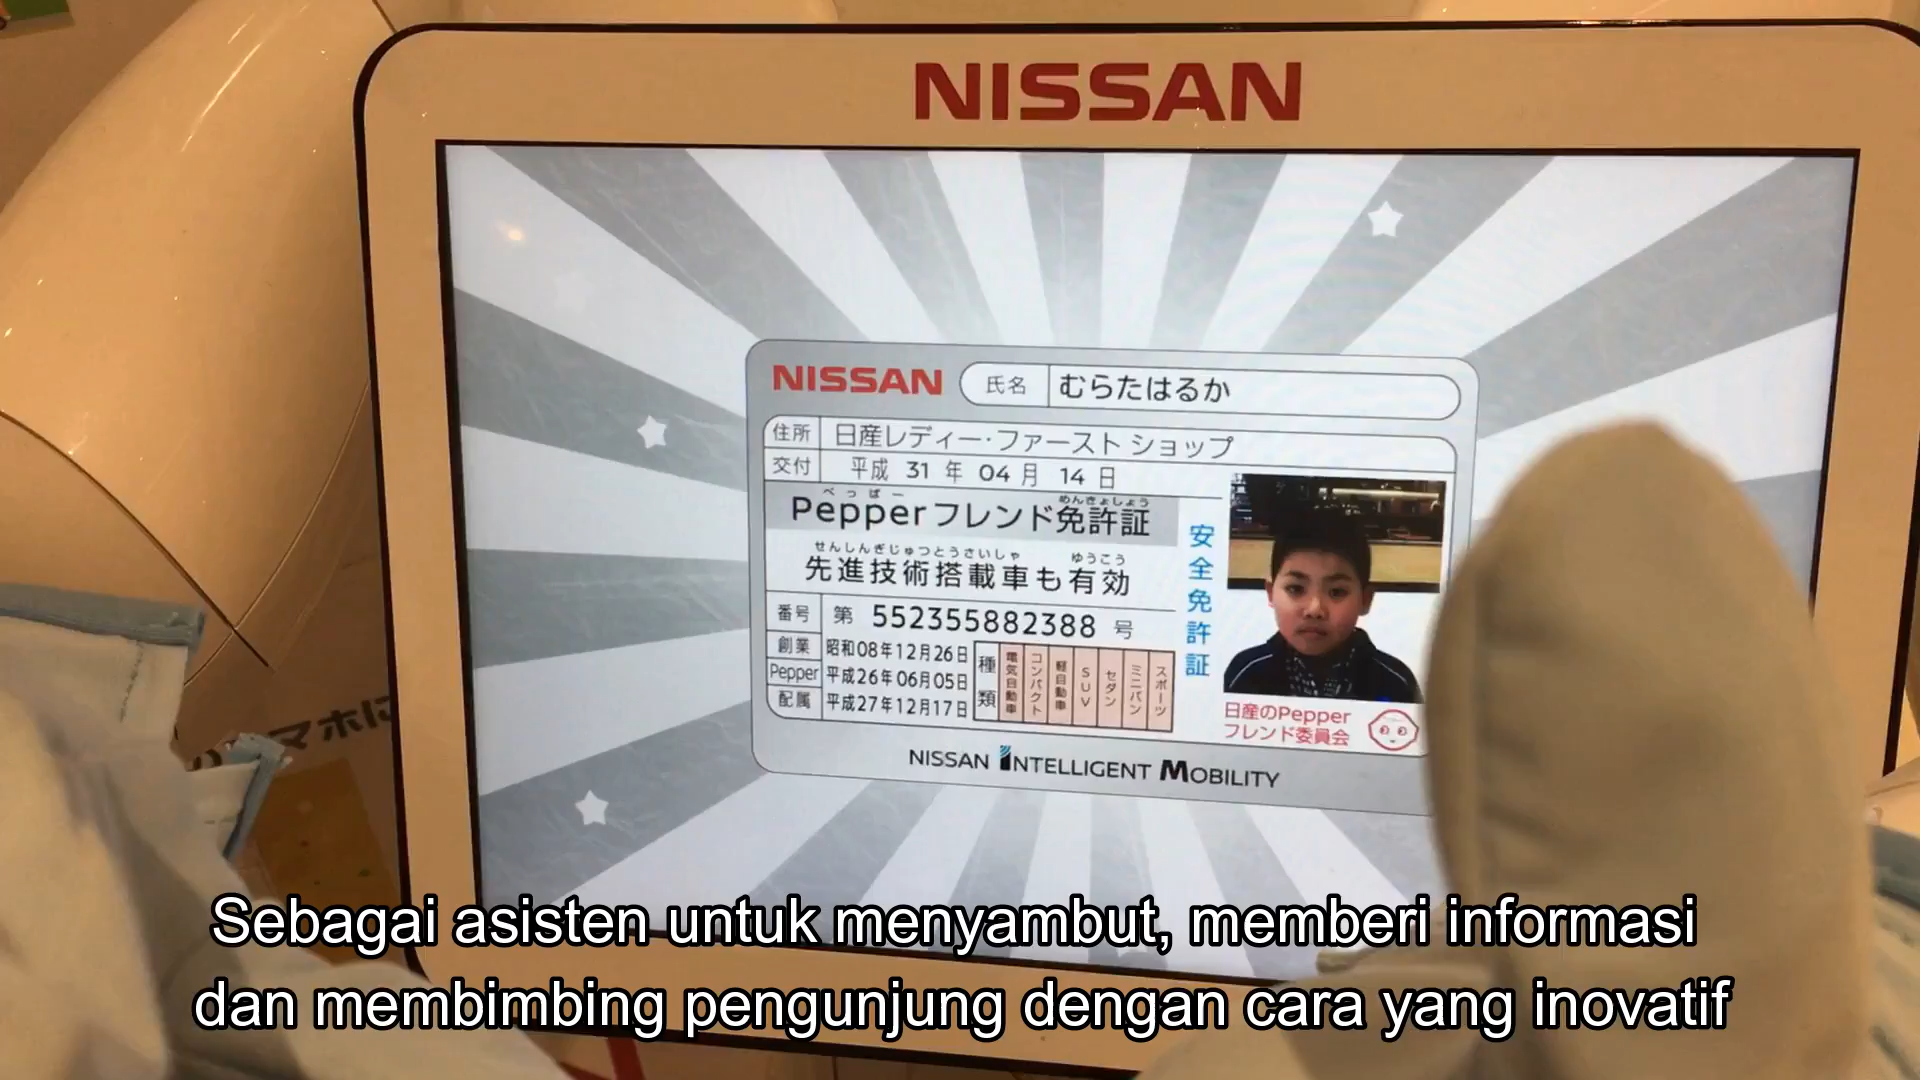 NISSAN
NISSAN 氏名 むらたはるか
住所 日産レディー・ファースト ショップ
交付 平成 31 年 04 月 14 日
ぺっぱー めんきょしょう
Pepperフレンド免許証
せんしんぎじゅつとうさいしゃ ゆうこう
先進技術搭載車も有効
番号 第 552355882388 号
創業 昭和08年12月26日
Pepper 平成26年06月05日
配属 平成27年12月17日
種類 電気自動車 コンパクト 軽自動車 SUV セダン ミニバン スポーツ
安全免許証
日産のPepper
フレンド委員会
NISSAN INTELLIGENT MOBILITY
マホに
Sebagai asisten untuk menyambut, memberi informasi
dan membimbing pengunjung dengan cara yang inovatif